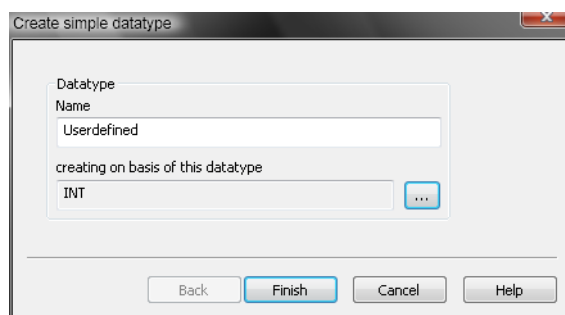 Create simple datatype
Datatype
Name
Userdefined
creating on basis of this datatype
INT
...
Back Finish Cancel Help